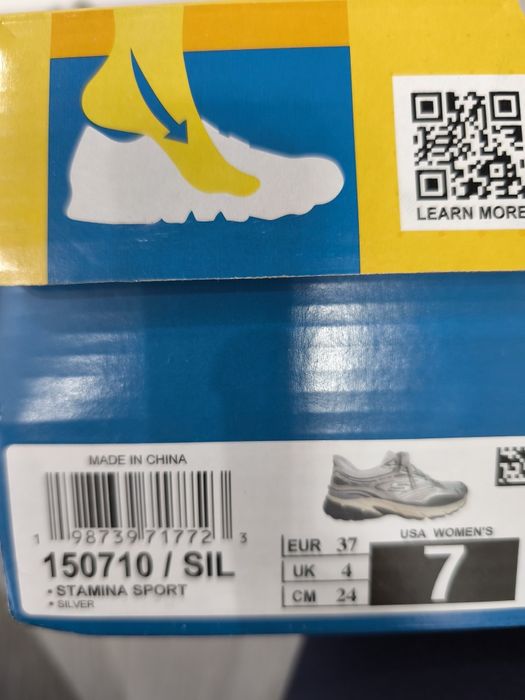 LEARN MORE
MADE IN CHINA
1 98739 71772 3
150710 / SIL
• STAMINA SPORT
• SILVER
EUR 37
UK 4
CM 24
USA WOMEN'S
7